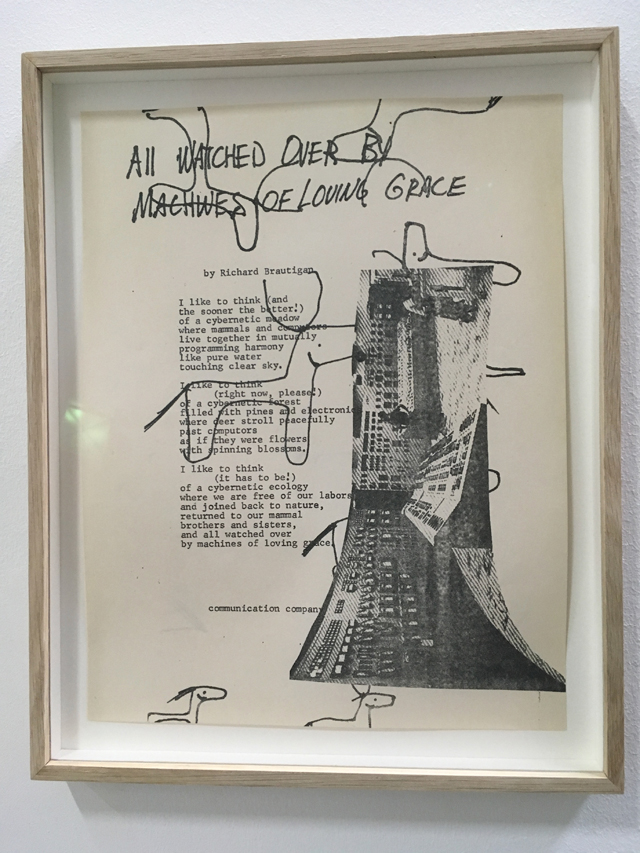 All WATCHED OVER BY
MACHINES OF LOVING GRACE
by Richard Brautigan
I like to think (and
the sooner the better!)
of a cybernetic meadow
where mammals and computers
live together in mutually
programming harmony
like pure water
touching clear sky.
I like to think
(right now, please!)
of a cybernetic forest
filled with pines and electronic
where deer stroll peacefully
past computors
as if they were flowers
with spinning blossoms.
I like to think
(it has to be!)
of a cybernetic ecology
where we are free of our labors
and joined back to nature,
returned to our mammal
brothers and sisters,
and all watched over
by machines of loving grace.
communication company